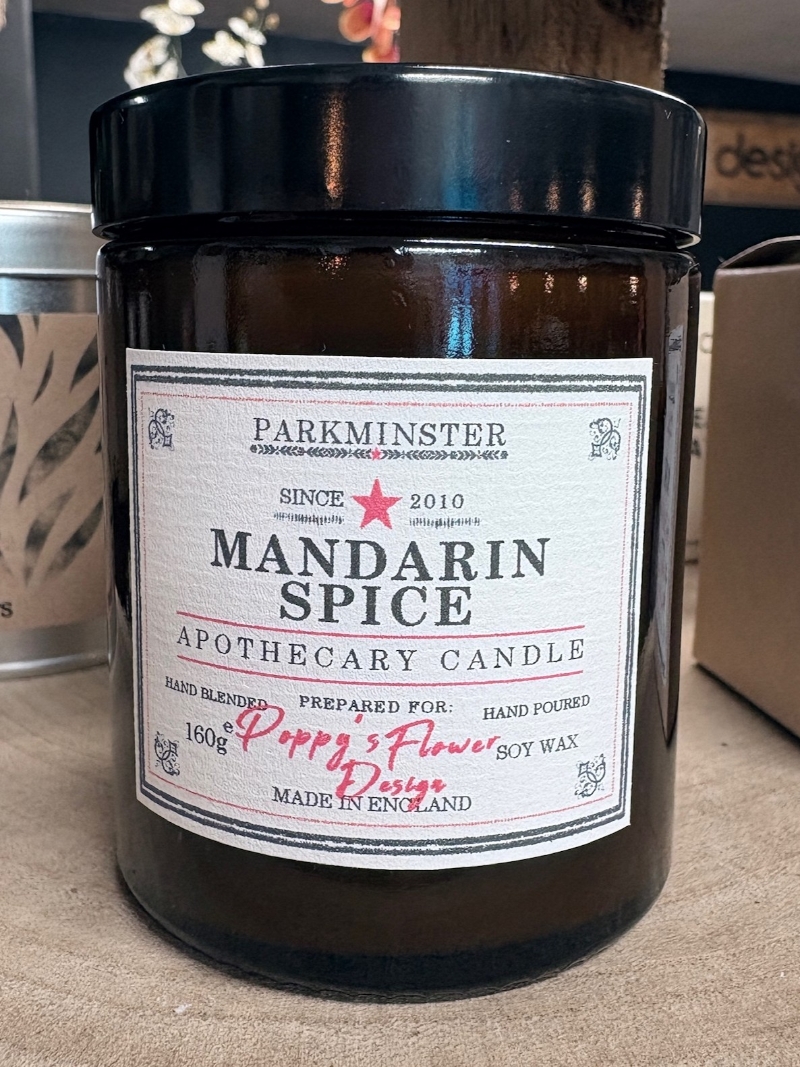 PARKMINSTER
SINCE 2010
MANDARIN
SPICE
APOTHECARY CANDLE
HAND BLENDED
160g e
PREPARED FOR:
Poppy's Flower
Design
HAND POURED
SOY WAX
MADE IN ENGLAND